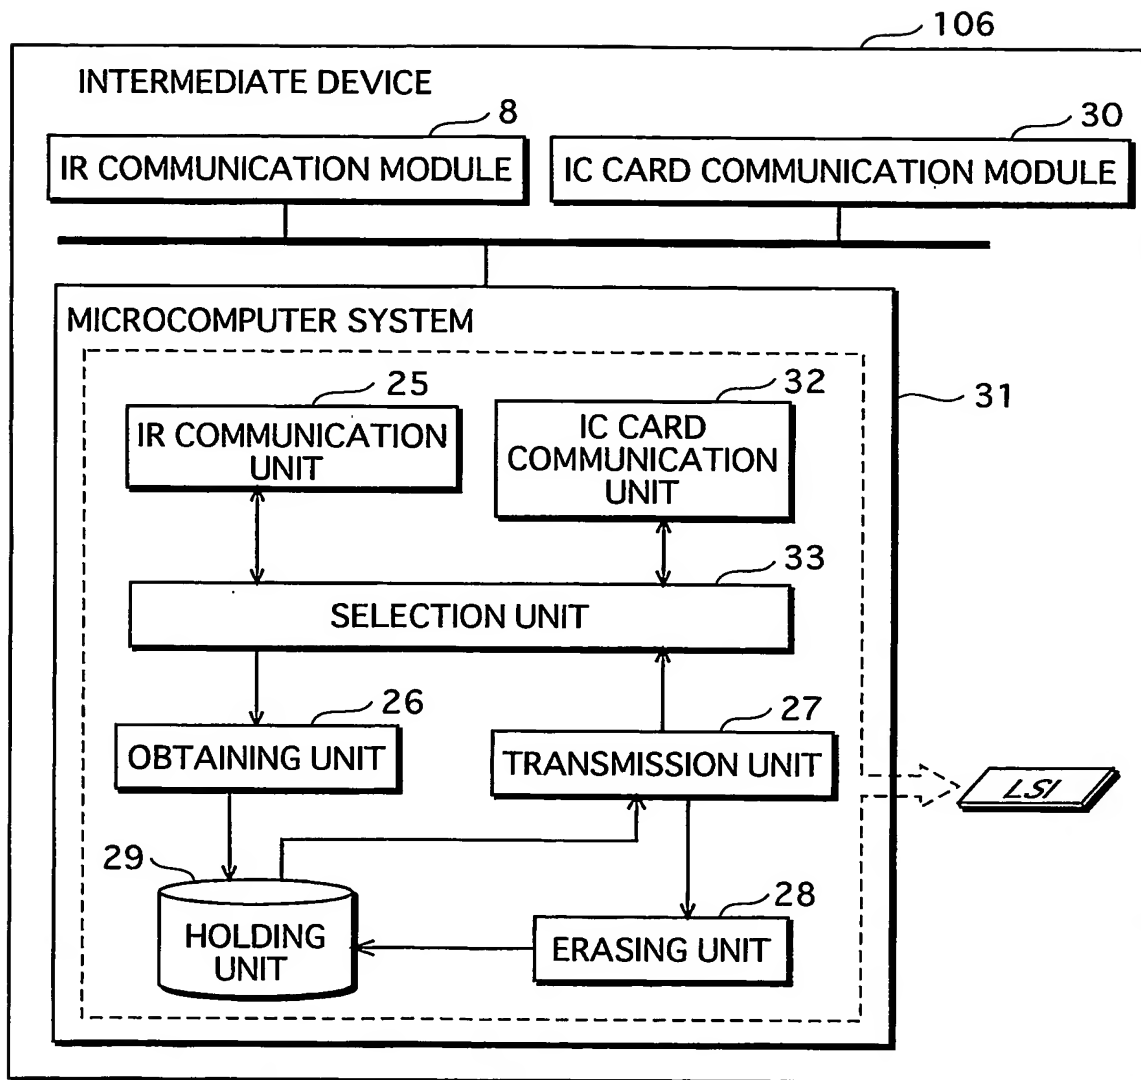 106
INTERMEDIATE DEVICE
8
30
IR COMMUNICATION MODULE
IC CARD COMMUNICATION MODULE
MICROCOMPUTER SYSTEM
25
32
31
IR COMMUNICATION
UNIT
IC CARD
COMMUNICATION
UNIT
33
SELECTION UNIT
26
27
OBTAINING UNIT
TRANSMISSION UNIT
LSI
29
28
HOLDING
UNIT
ERASING UNIT